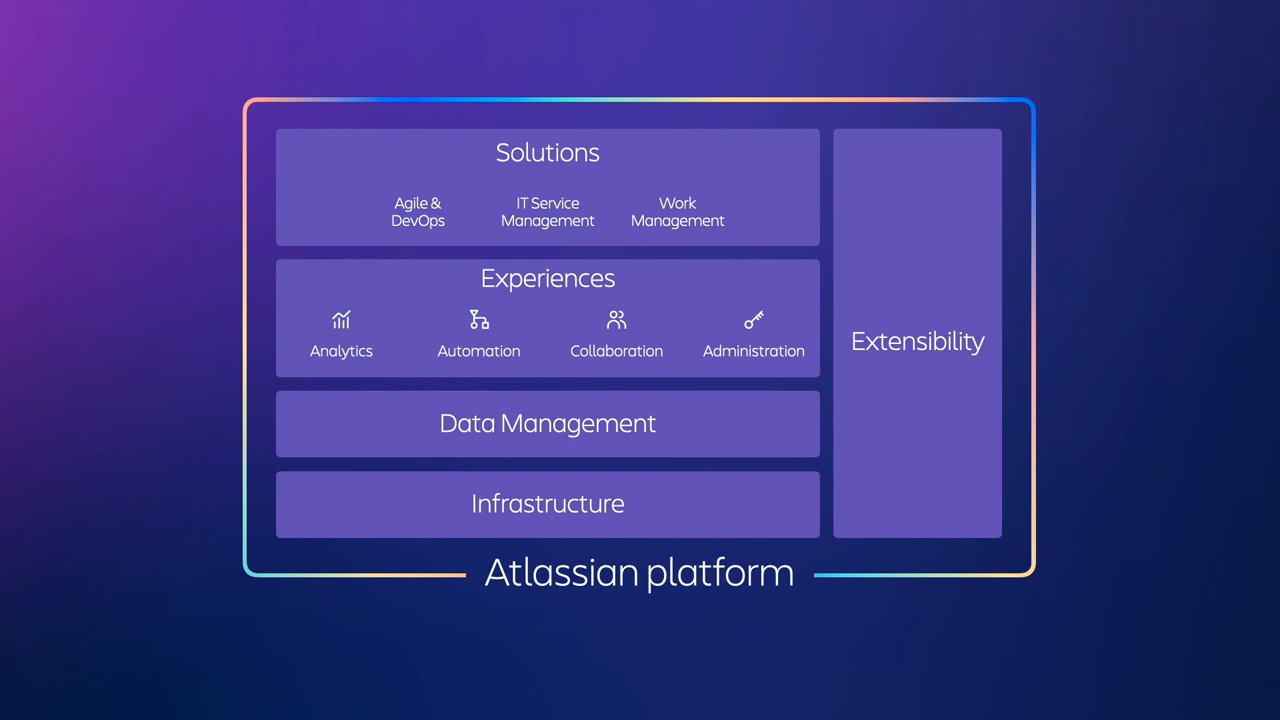 Solutions
Agile &
DevOps
IT Service
Management
Work
Management
Experiences
Analytics
Automation
Collaboration
Administration
Data Management
Infrastructure
Extensibility
Atlassian platform